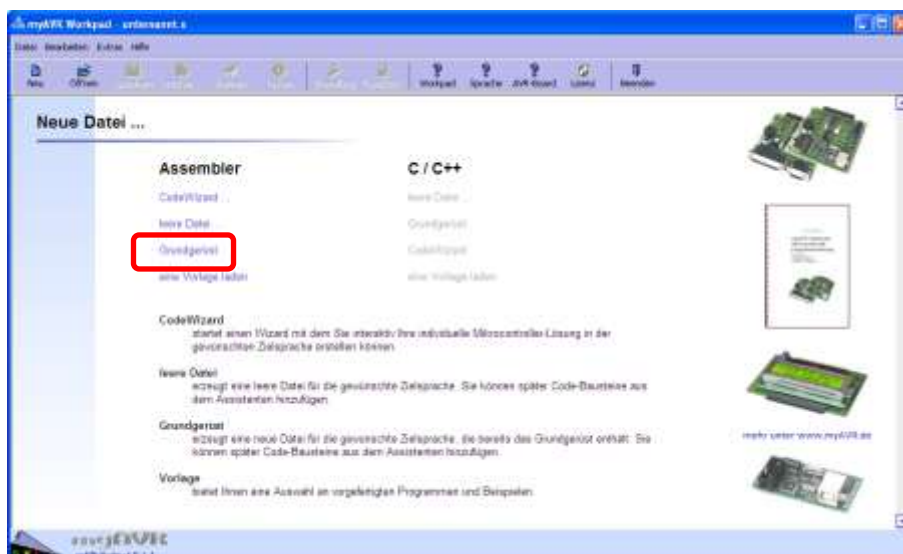 myAVR Workpad - unbenannt.s
Datei Bearbeiten Extras Hilfe
Neu Öffnen Workpad Sprache AVR-Board Lizenz Beenden
Neue Datei ...
Assembler C / C++
CodeWizard ... leere Datei ...
leere Datei Grundgerüst
Grundgerüst CodeWizard
eine Vorlage laden eine Vorlage laden
CodeWizard
startet einen Wizard mit dem Sie interaktiv Ihre individuelle Microcontroller-Lösung in der
gewünschten Zielsprache erstellen können.
leere Datei
erzeugt eine leere Datei für die gewünschte Zielsprache. Sie können später Code-Bausteine aus
dem Assistenten hinzufügen.
Grundgerüst
erzeugt eine neue Datei für die gewünschte Zielsprache, die bereits das Grundgerüst enthält. Sie
können später Code-Bausteine aus dem Assistenten hinzufügen.
Vorlage
bietet Ihnen eine Auswahl an vorgefertigten Programmen und Beispielen.
mehr unter www.myAVR.de